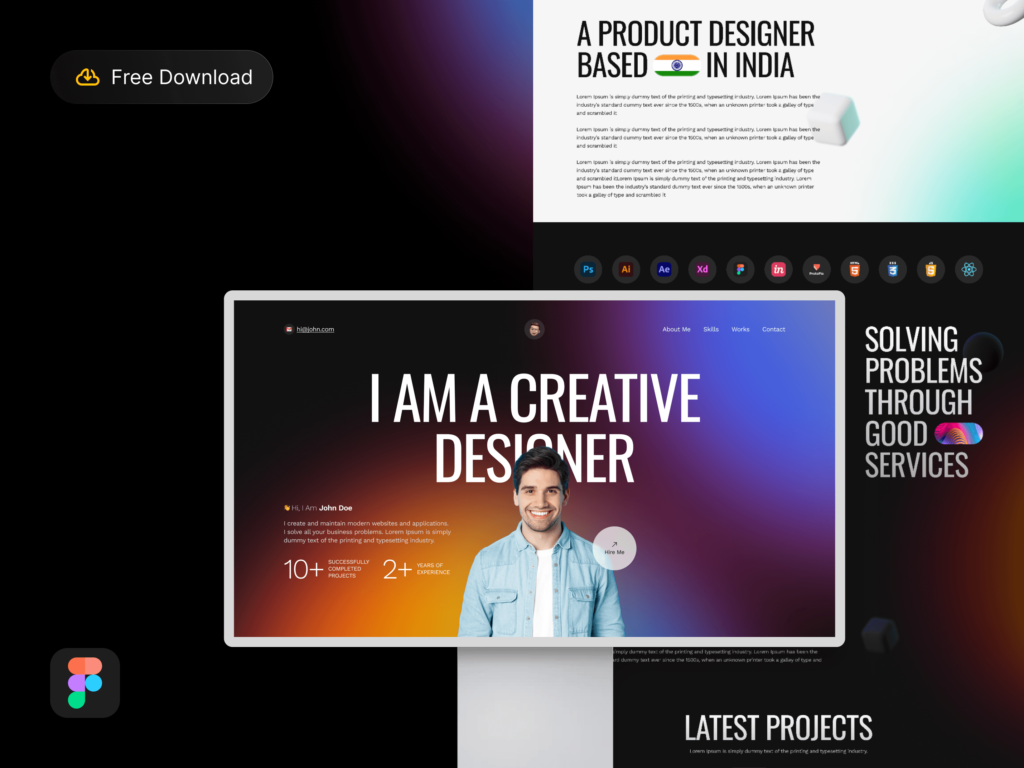 Free Download
A PRODUCT DESIGNER
BASED IN INDIA
Lorem Ipsum is simply dummy text of the printing and typesetting industry. Lorem Ipsum has been the
industry's standard dummy text ever since the 1500s, when an unknown printer took a galley of type
and scrambled it
Lorem Ipsum is simply dummy text of the printing and typesetting industry. Lorem Ipsum has been the
industry's standard dummy text ever since the 1500s, when an unknown printer took a galley of type
and scrambled it
Lorem Ipsum is simply dummy text of the printing and typesetting industry. Lorem Ipsum has been the
industry's standard dummy text ever since the 1500s, when an unknown printer took a galley of type
and scrambled itLorem Ipsum is simply dummy text of the printing and typesetting industry. Lorem
Ipsum has been the industry's standard dummy text ever since the 1500s, when an unknown printer
took a galley of type and scrambled it
Ps Ai Ae Xd in ProtoPie
hi@john.com
About Me Skills Works Contact
I AM A CREATIVE
DESIGNER
Hi, I Am John Doe
I create and maintain modern websites and applications.
I solve all your business problems. Lorem Ipsum is simply
dummy text of the printing and typesetting industry.
10+ SUCCESSFULLY
COMPLETED
PROJECTS
2+ YEARS OF
EXPERIENCE
Hire Me
SOLVING
PROBLEMS
THROUGH
GOOD
SERVICES
simply dummy text of the printing and typesetting industry. Lorem Ipsum has been the
dummy text ever since the 1500s, when an unknown printer took a galley of type and
LATEST PROJECTS
Lorem Ipsum is simply dummy text of the printing and typesetting industry.